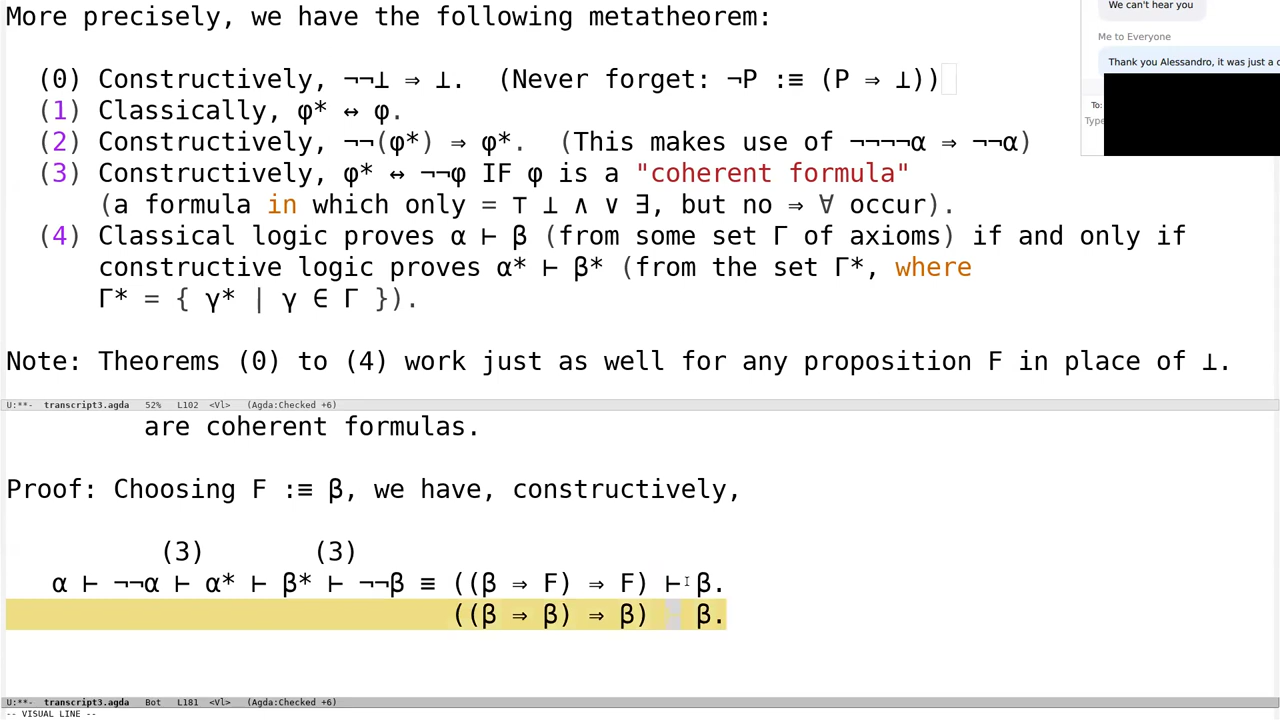 More precisely, we have the following metatheorem:
(0) Constructively, ¬¬⊥ ⇒ ⊥. (Never forget: ¬P :≡ (P ⇒ ⊥))
(1) Classically, φ* ↔ φ.
(2) Constructively, ¬¬(φ*) ⇒ φ*. (This makes use of ¬¬¬¬α ⇒ ¬¬α)
(3) Constructively, φ* ↔ ¬¬φ IF φ is a "coherent formula"
(a formula in which only = ⊤ ⊥ ∧ ∨ ∃, but no ⇒ ∀ occur).
(4) Classical logic proves α ⊢ β (from some set Γ of axioms) if and only if
constructive logic proves α* ⊢ β* (from the set Γ*, where
Γ* = { γ* | γ ∈ Γ }).
Note: Theorems (0) to (4) work just as well for any proposition F in place of ⊥.
U:**- transcript3.agda 52% L102 <Vl> (Agda:Checked +6)
are coherent formulas.
Proof: Choosing F :≡ β, we have, constructively,
(3) (3)
α ⊢ ¬¬α ⊢ α* ⊢ β* ⊢ ¬¬β ≡ ((β ⇒ F) ⇒ F) ⊢ β.
((β ⇒ β) ⇒ β) β.
U:**- transcript3.agda Bot L181 <Vl> (Agda:Checked +6)
-- VISUAL LINE --
We can't hear you
Me to Everyone
Thank you Alessandro, it was just a
To:
Type